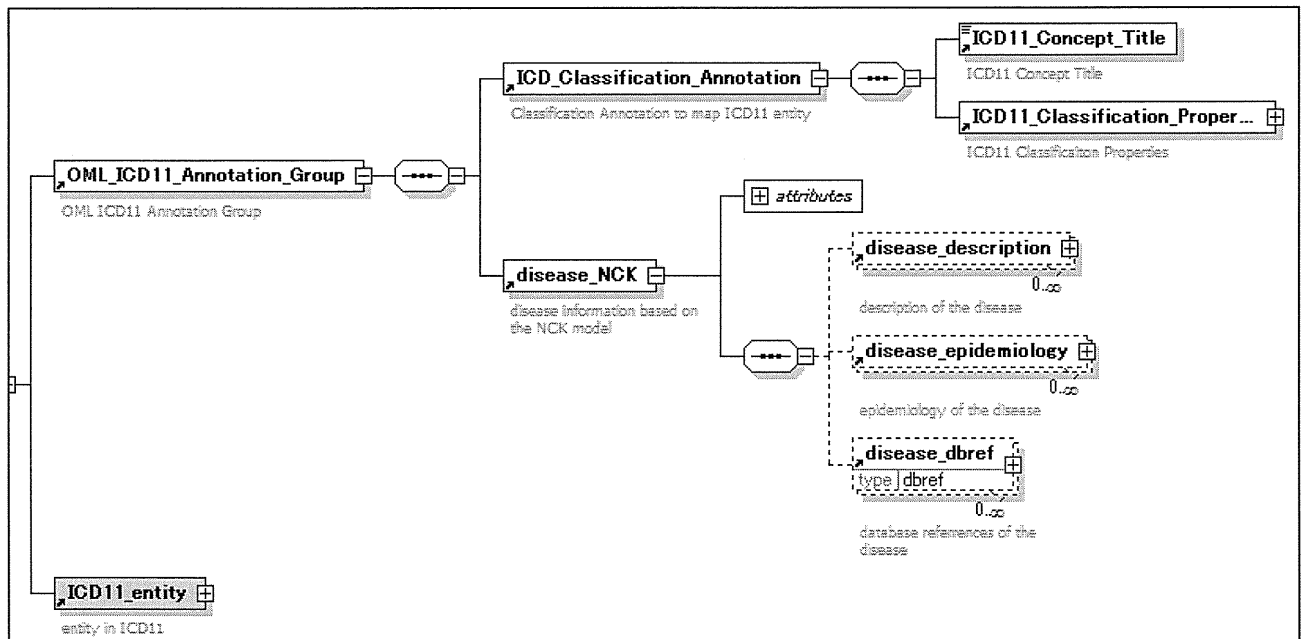 ICD11_Concept_Title
ICD11 Concept Title
ICD_Classification_Annotation
Classification Annotation to map ICD11 entity
ICD11_Classification_Proper...
ICD11 Classificaiton Properties
OML_ICD11_Annotation_Group
OML ICD11 Annotation Group
attributes
disease_description
0..∞
description of the disease
disease_NCK
disease information based on
the NCK model
disease_epidemiology
0..∞
epidemiology of the disease
disease_dbref
type dbref
0..∞
database references of the
disease
ICD11_entity
entity in ICD11